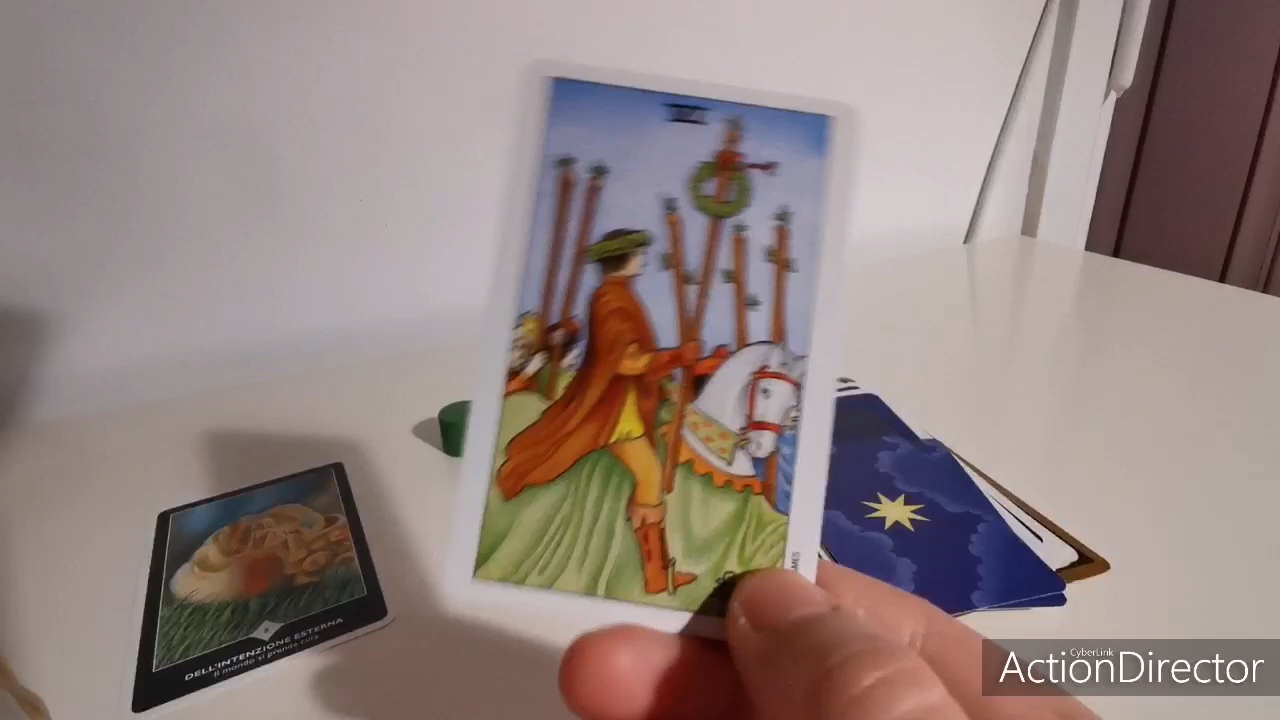 DELL'INTENZIONE ESTERNA
Il mondo si prende cura
CyberLink
ActionDirector